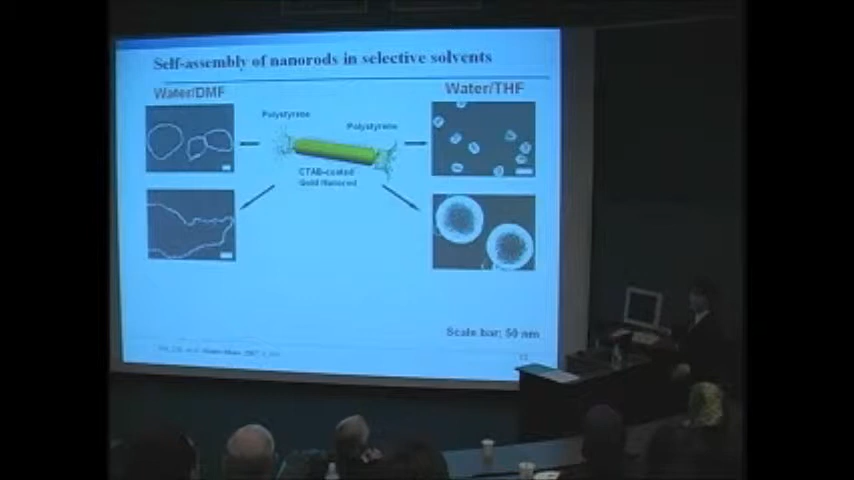 Self-assembly of nanorods in selective solvents
Water/DMF
Water/THF
Polystyrene
Polystyrene
CTAB-coated
Gold Nanorod
Scale bar; 50 nm